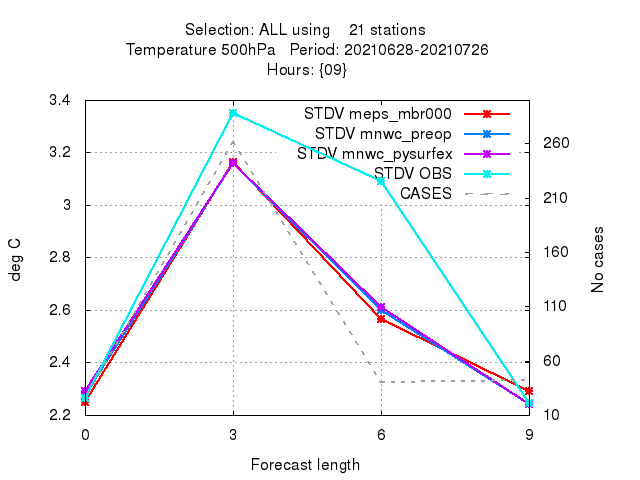 Selection: ALL using 21 stations
Temperature 500hPa Period: 20210628-20210726
Hours: {09}
STDV meps_mbr000
STDV mnwc_preop
STDV mnwc_pysurfex
STDV OBS
CASES
3.4
3.2
3
2.8
2.6
2.4
2.2
deg C
260
210
160
110
60
10
No cases
0 3 6 9
Forecast length